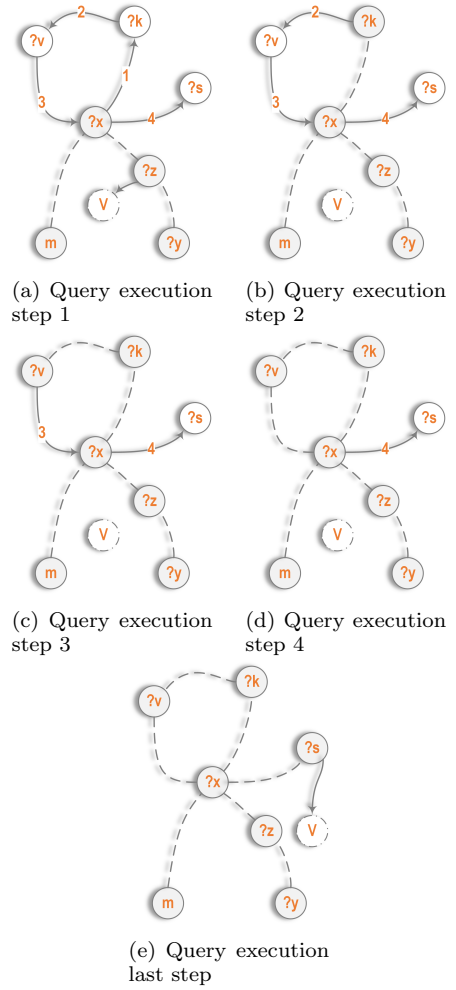 2
?k
2
?k
?v
?v
3
1
?s
3
?s
?x
4
?x
4
?z
?z
V
V
m
?y
m
?y
(a) Query execution step 1
(b) Query execution step 2
?k
?k
?v
?v
3
?s
?s
?x
4
?x
4
?z
?z
V
V
m
?y
m
?y
(c) Query execution step 3
(d) Query execution step 4
?k
?v
?s
?x
?z
V
m
?y
(e) Query execution
last step